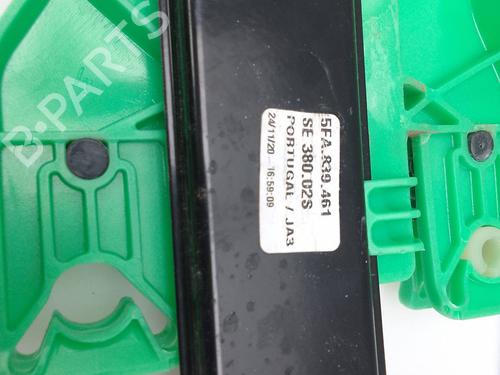 B-PARTS
5FA.839.461
SE 380.02S
PORTUGAL / JA3
24/11/20 16:59:09